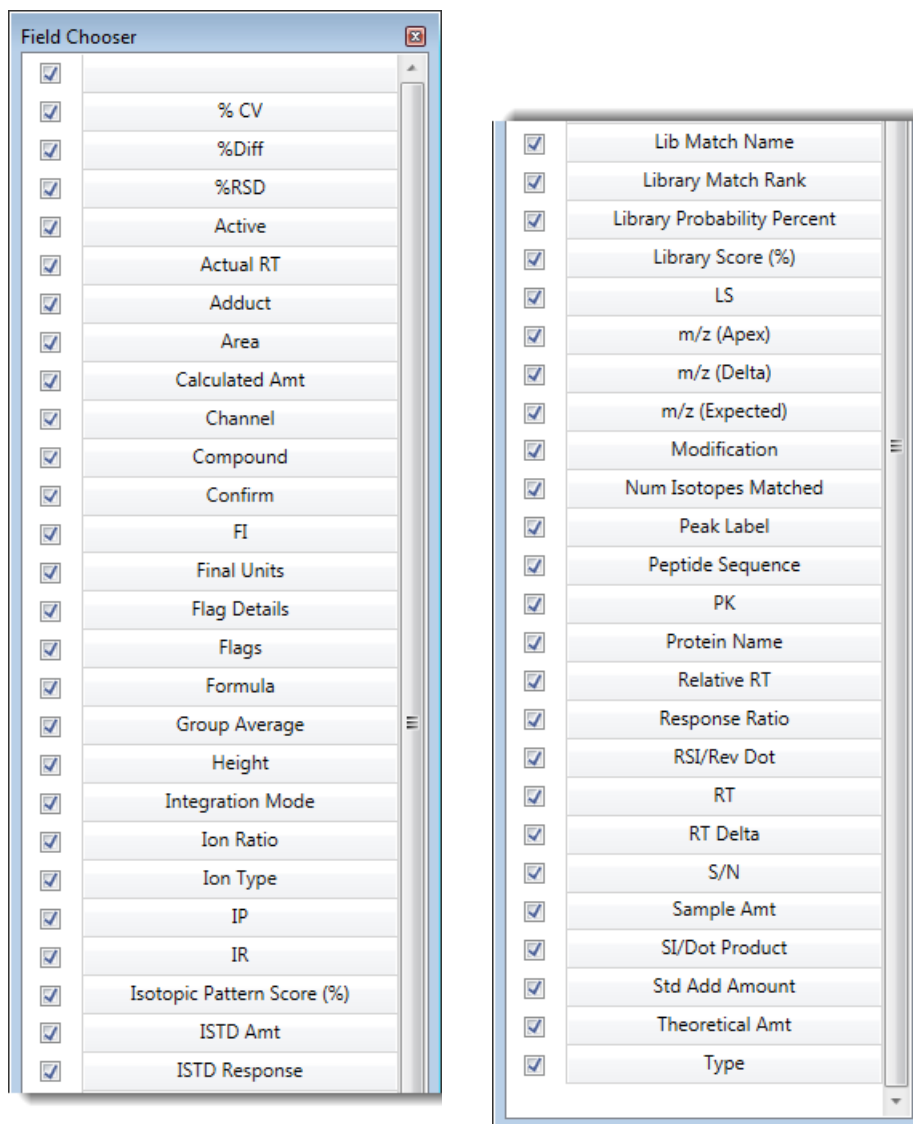 Field Chooser
% CV
%Diff
%RSD
Active
Actual RT
Adduct
Area
Calculated Amt
Channel
Compound
Confirm
FI
Final Units
Flag Details
Flags
Formula
Group Average
Height
Integration Mode
Ion Ratio
Ion Type
IP
IR
Isotopic Pattern Score (%)
ISTD Amt
ISTD Response
Lib Match Name
Library Match Rank
Library Probability Percent
Library Score (%)
LS
m/z (Apex)
m/z (Delta)
m/z (Expected)
Modification
Num Isotopes Matched
Peak Label
Peptide Sequence
PK
Protein Name
Relative RT
Response Ratio
RSI/Rev Dot
RT
RT Delta
S/N
Sample Amt
SI/Dot Product
Std Add Amount
Theoretical Amt
Type